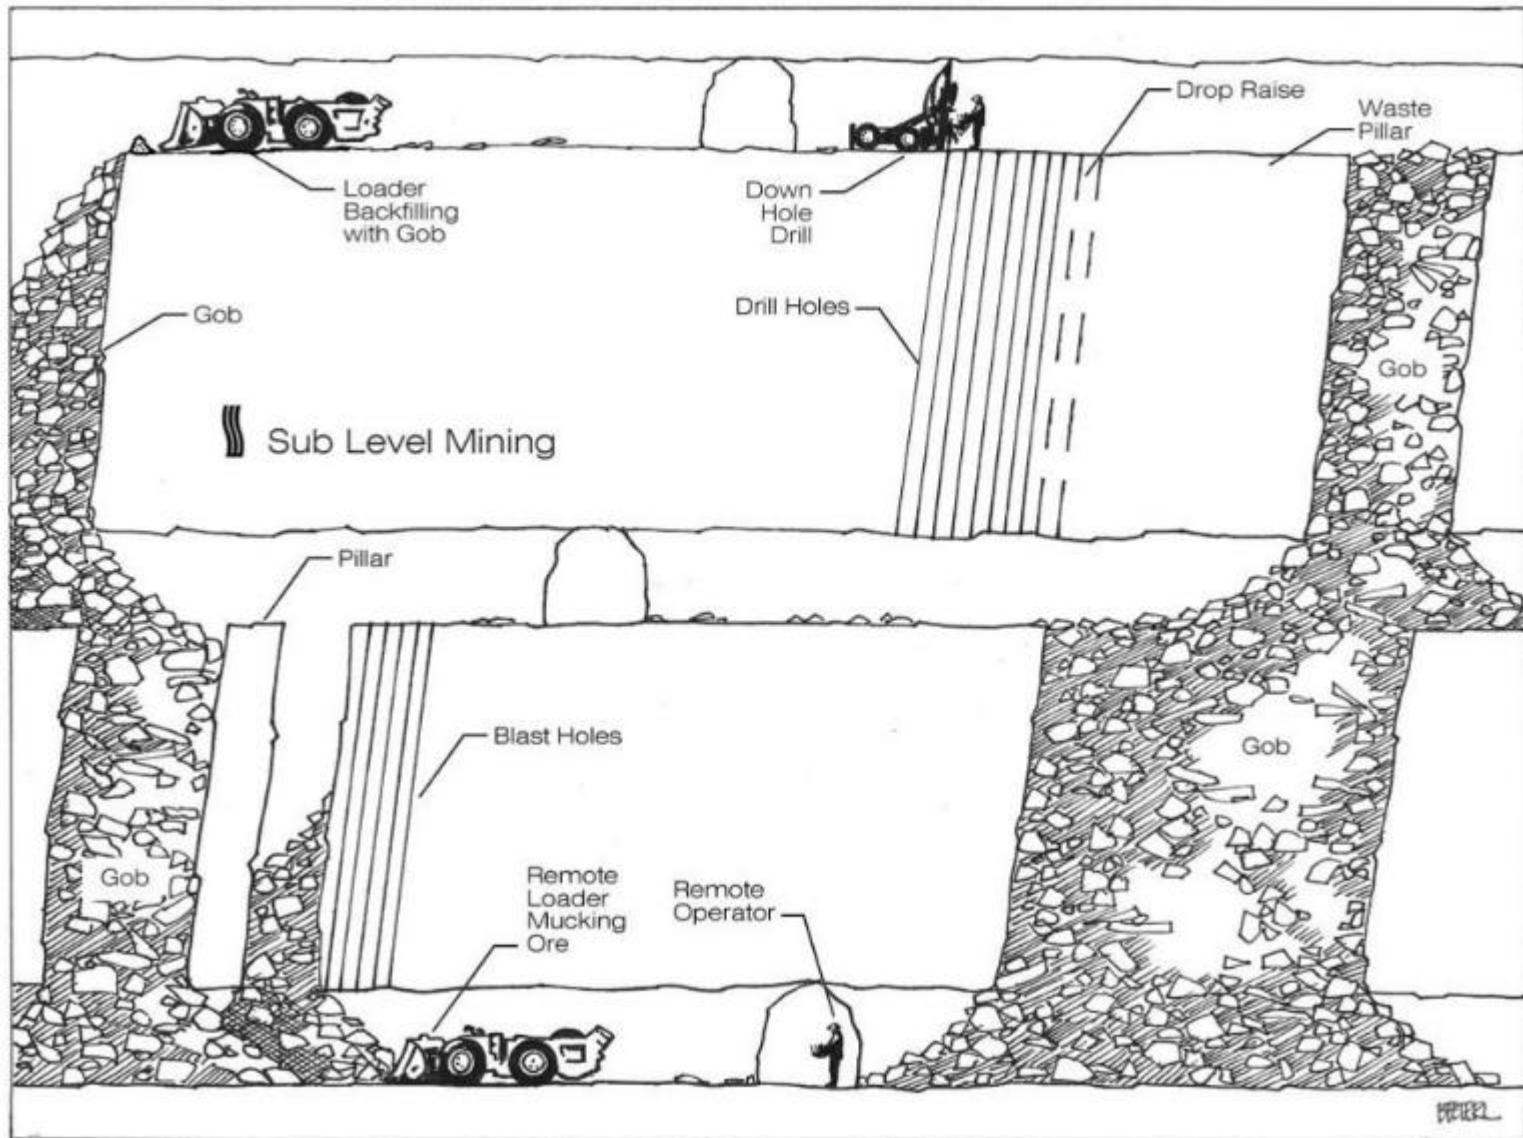 Drop Raise
Waste
Pillar
Loader
Backfilling
with Gob
Down
Hole
Drill
Gob
Drill Holes
Gob
Sub Level Mining
Pillar
Blast Holes
Gob
Gob
Remote
Loader
Mucking
Ore
Remote
Operator